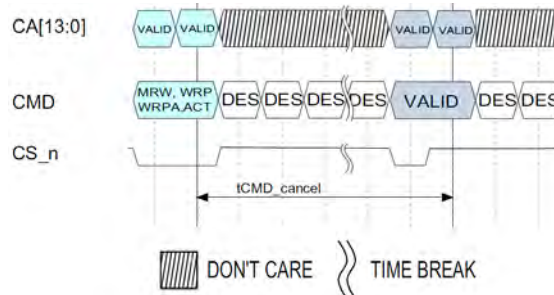 CA[13:0] VALID VALID VALID VALID
CMD MRW, WRP WRPA,ACT DES DES DES DES VALID DES DES
CS_n
tCMD_cancel
DON'T CARE TIME BREAK